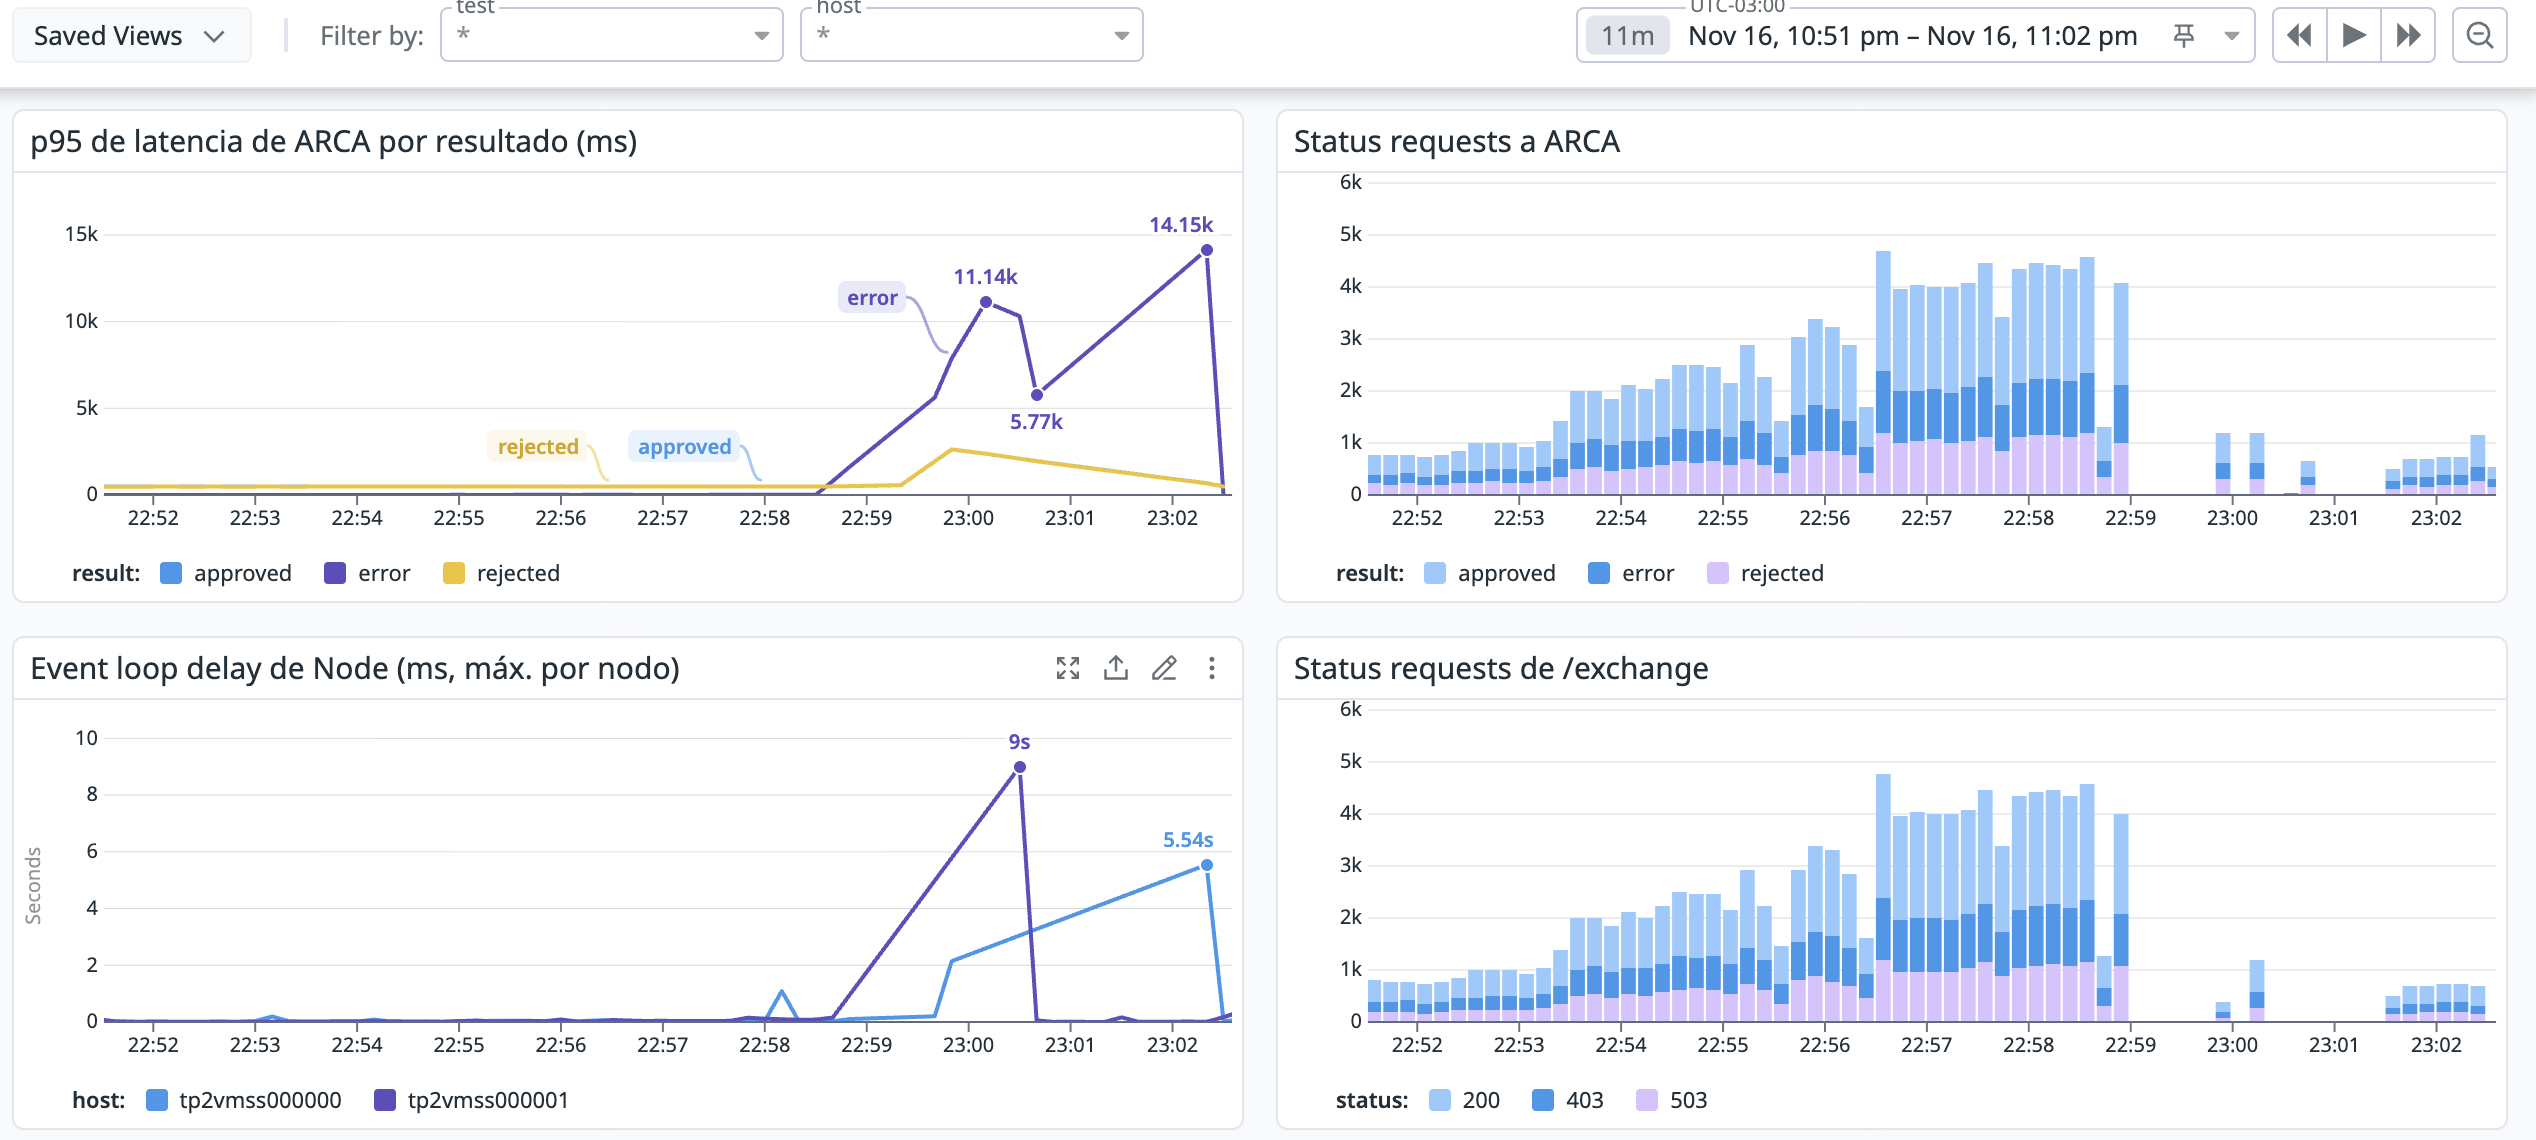 test
host
UTC-03:00
Saved Views
Filter by:
*
*
11m
Nov 16, 10:51 pm – Nov 16, 11:02 pm
p95 de latencia de ARCA por resultado (ms)
15k
10k
5k
0
14.15k
11.14k
error
5.77k
rejected
approved
22:52 22:53 22:54 22:55 22:56 22:57 22:58 22:59 23:00 23:01 23:02
result: approved error rejected
Status requests a ARCA
6k
5k
4k
3k
2k
1k
0
22:52 22:53 22:54 22:55 22:56 22:57 22:58 22:59 23:00 23:01 23:02
result: approved error rejected
Event loop delay de Node (ms, máx. por nodo)
Seconds
10
8
6
4
2
0
9s
5.54s
22:52 22:53 22:54 22:55 22:56 22:57 22:58 22:59 23:00 23:01 23:02
host: tp2vmss000000 tp2vmss000001
Status requests de /exchange
6k
5k
4k
3k
2k
1k
0
22:52 22:53 22:54 22:55 22:56 22:57 22:58 22:59 23:00 23:01 23:02
status: 200 403 503